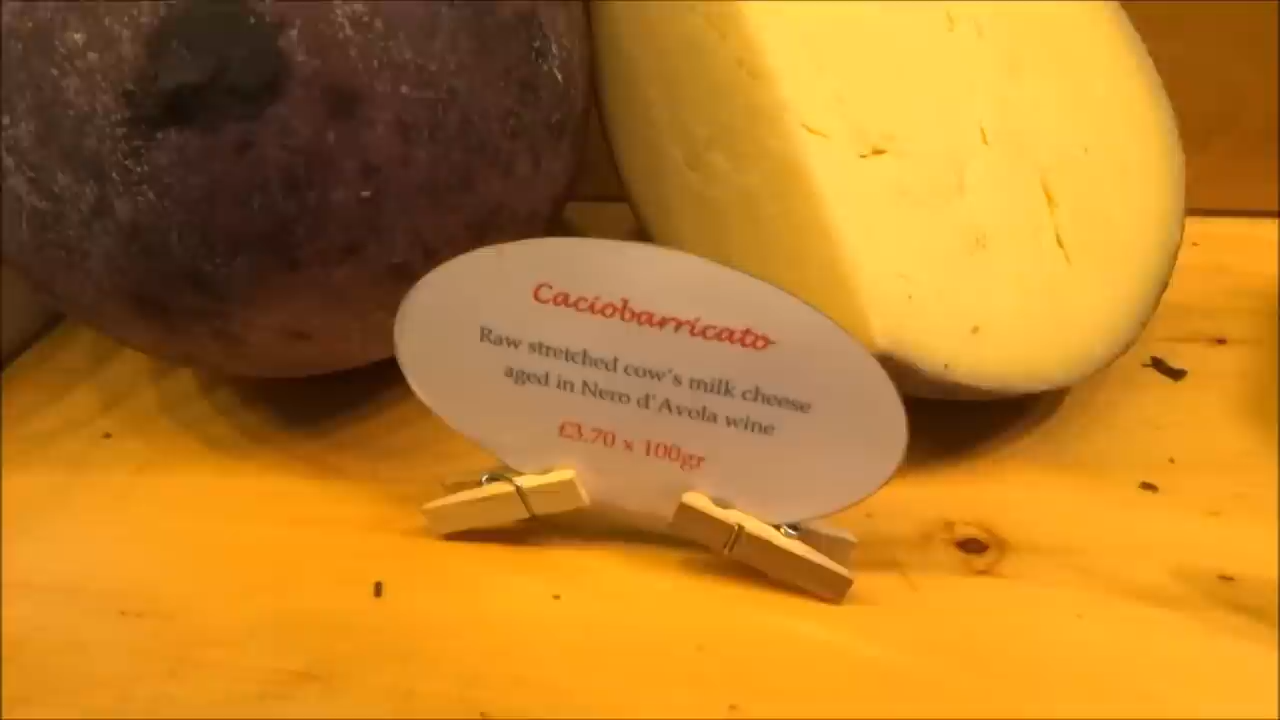 Caciobarricato
Raw stretched cow's milk cheese
aged in Nero d'Avola wine
£3.70 x 100gr